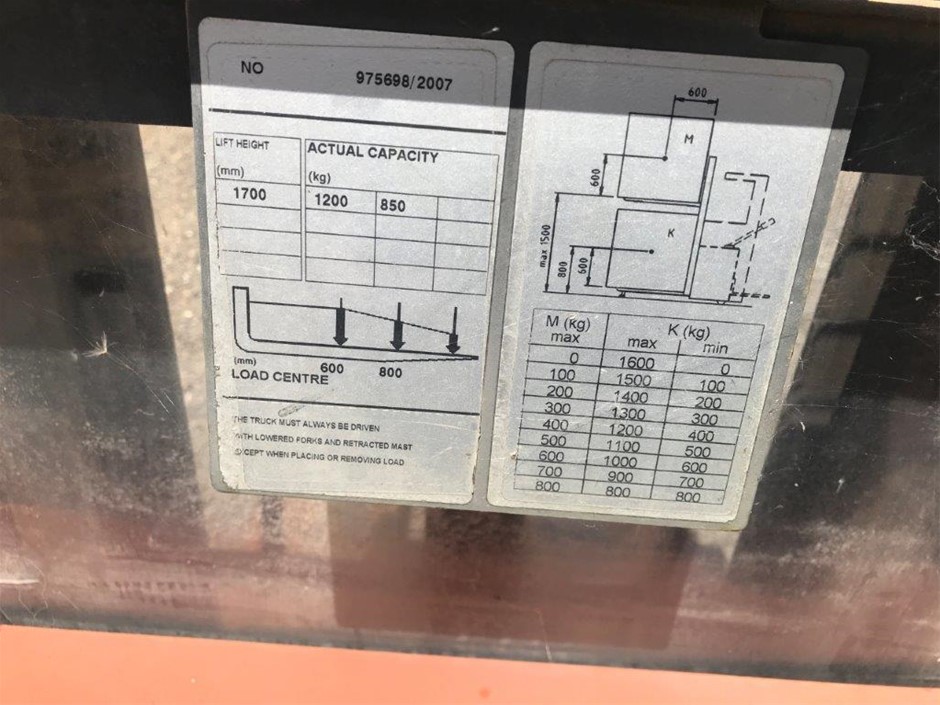 NO 975698/2007
LIFT HEIGHT (mm) ACTUAL CAPACITY (kg)
1700 1200 850
(mm) 600 800
LOAD CENTRE
THE TRUCK MUST ALWAYS BE DRIVEN
WITH LOWERED FORKS AND RETRACTED MAST
EXCEPT WHEN PLACING OR REMOVING LOAD
600
M
600
K
max 1500
800
600
M (kg) max K (kg) max min
0 1600 0
100 1500 100
200 1400 200
300 1300 300
400 1200 400
500 1100 500
600 1000 600
700 900 700
800 800 800